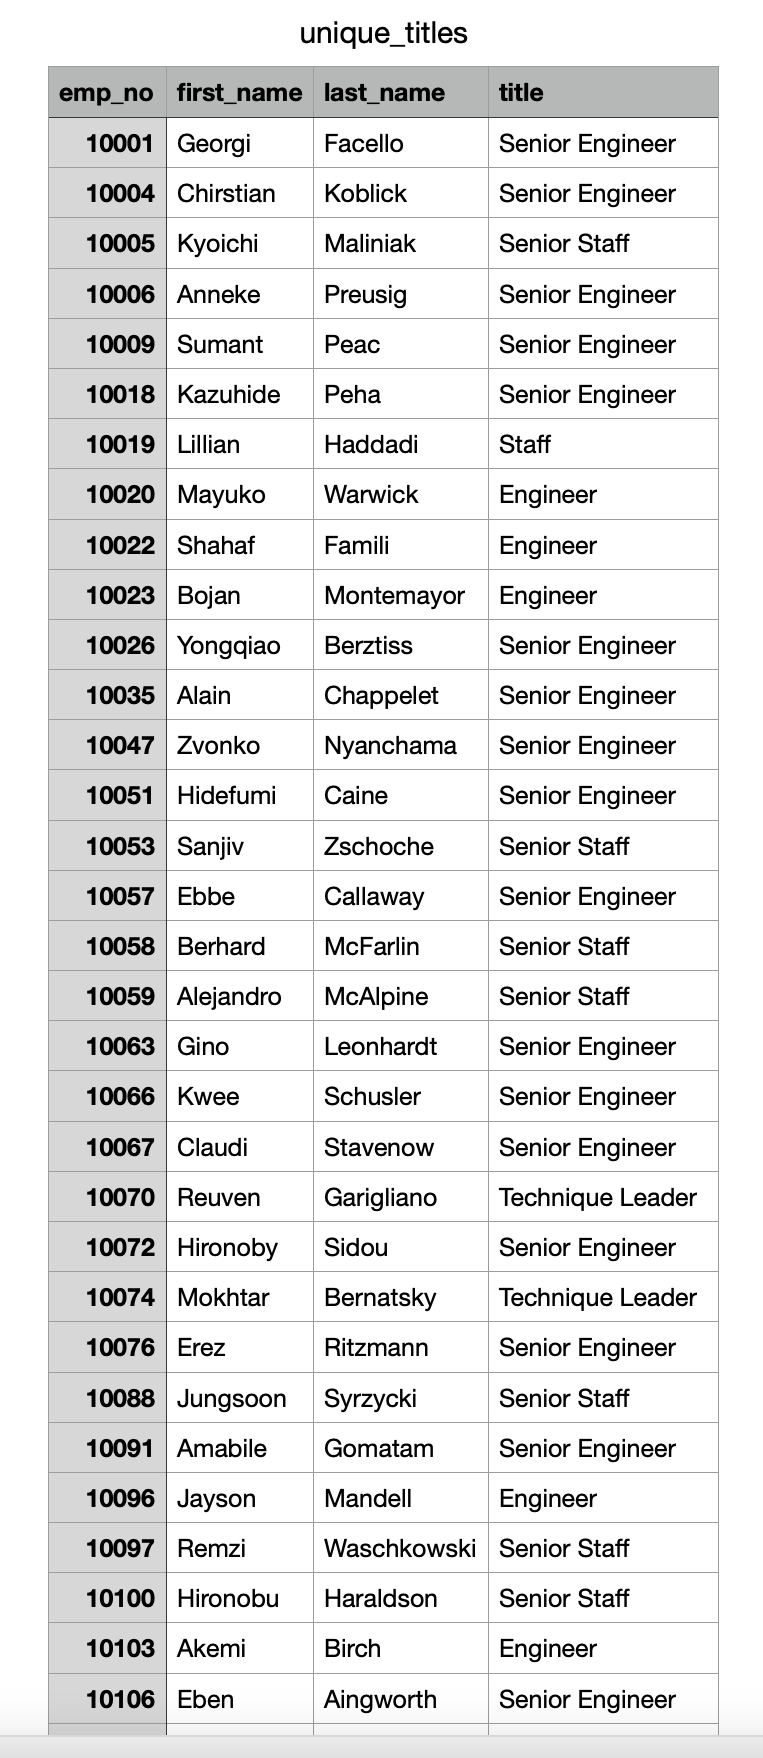 unique_titles
emp_no first_name last_name title
10001 Georgi Facello Senior Engineer
10004 Chirstian Koblick Senior Engineer
10005 Kyoichi Maliniak Senior Staff
10006 Anneke Preusig Senior Engineer
10009 Sumant Peac Senior Engineer
10018 Kazuhide Peha Senior Engineer
10019 Lillian Haddadi Staff
10020 Mayuko Warwick Engineer
10022 Shahaf Famili Engineer
10023 Bojan Montemayor Engineer
10026 Yongqiao Berztiss Senior Engineer
10035 Alain Chappelet Senior Engineer
10047 Zvonko Nyanchama Senior Engineer
10051 Hidefumi Caine Senior Engineer
10053 Sanjiv Zschoche Senior Staff
10057 Ebbe Callaway Senior Engineer
10058 Berhard McFarlin Senior Staff
10059 Alejandro McAlpine Senior Staff
10063 Gino Leonhardt Senior Engineer
10066 Kwee Schusler Senior Engineer
10067 Claudi Stavenow Senior Engineer
10070 Reuven Garigliano Technique Leader
10072 Hironoby Sidou Senior Engineer
10074 Mokhtar Bernatsky Technique Leader
10076 Erez Ritzmann Senior Engineer
10088 Jungsoon Syrzycki Senior Staff
10091 Amabile Gomatam Senior Engineer
10096 Jayson Mandell Engineer
10097 Remzi Waschkowski Senior Staff
10100 Hironobu Haraldson Senior Staff
10103 Akemi Birch Engineer
10106 Eben Aingworth Senior Engineer